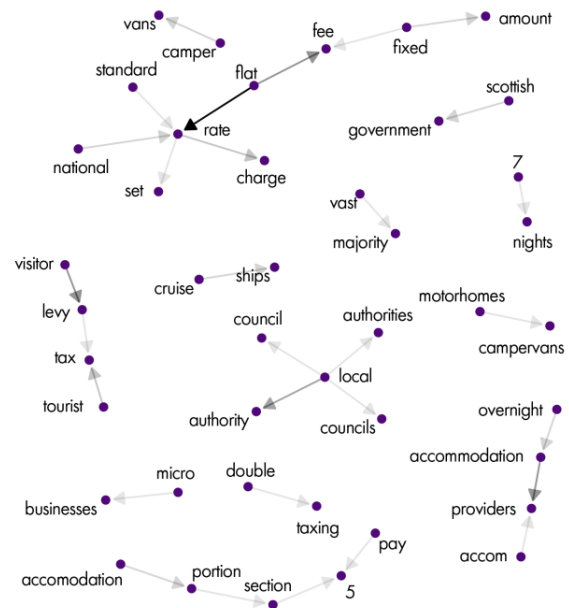 amount
vans
fee
fixed
camper
standard
flat
scottish
government
rate
national
charge
7
set
vast
majority
nights
visitor
cruise
ships
motorhomes
levy
council
authorities
campervans
tax
local
tourist
authority
councils
overnight
accommodation
micro
double
businesses
taxing
providers
pay
accom
accomodation
portion
section
5